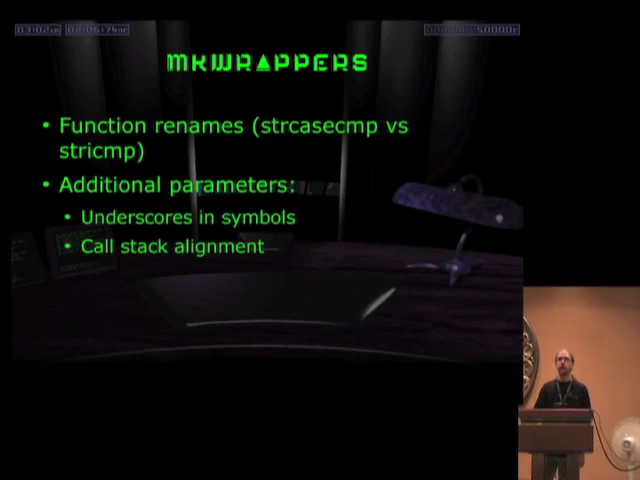 MKWRAPPERS
• Function renames (strcasecmp vs
stricmp)
• Additional parameters:
• Underscores in symbols
• Call stack alignment